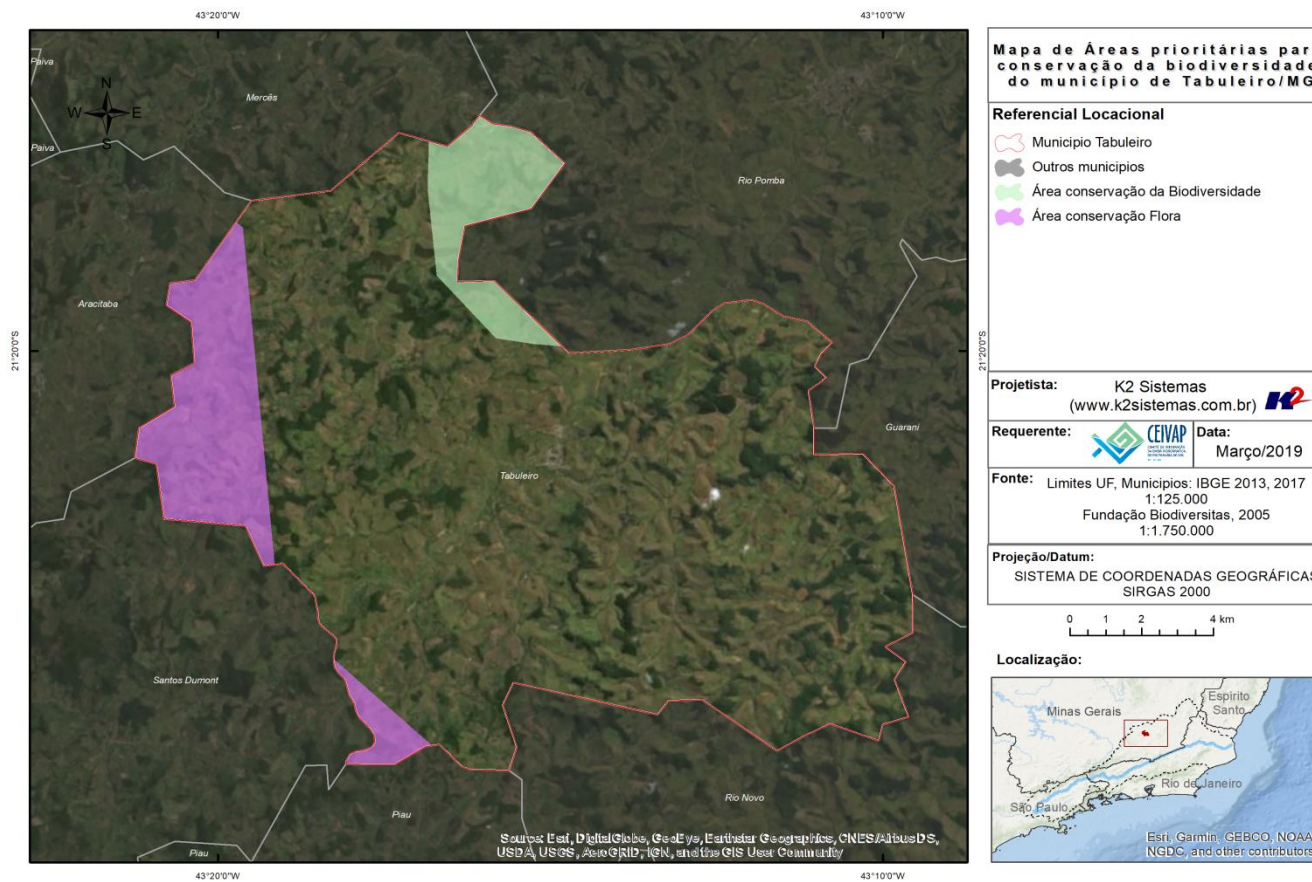 43°20'0"W
43°10'0"W
Paiva
Mercês
N
W E
S
Paiva
Rio Pomba
Aracitaba
21°20'0"S
21°20'0"S
Guarani
Tabuleiro
Santos Dumont
Rio Novo
Piau
Piau
Source: Esri, DigitalGlobe, GeoEye, Earthstar Geographics, CNES/Airbus DS,
USDA, USGS, AeroGRID, IGN, and the GIS User Community
43°20'0"W
43°10'0"W
Mapa de Áreas prioritárias par
conservação da biodiversidade
do município de Tabuleiro/MG
Referencial Locacional
Municipio Tabuleiro
Outros municipios
Área conservação da Biodiversidade
Área conservação Flora
Projetista: K2 Sistemas
(www.k2sistemas.com.br) K2
Requerente: CEIVAP
Data:
Março/2019
Fonte: Limites UF, Municipios: IBGE 2013, 2017
1:125.000
Fundação Biodiversitas, 2005
1:1.750.000
Projeção/Datum:
SISTEMA DE COORDENADAS GEOGRÁFICAS
SIRGAS 2000
0 1 2 4 km
Localização:
Minas Gerais
Espirito
Santo
Rio de Janeiro
São Paulo
Esri, Garmin, GEBCO, NOAA
NGDC, and other contributors